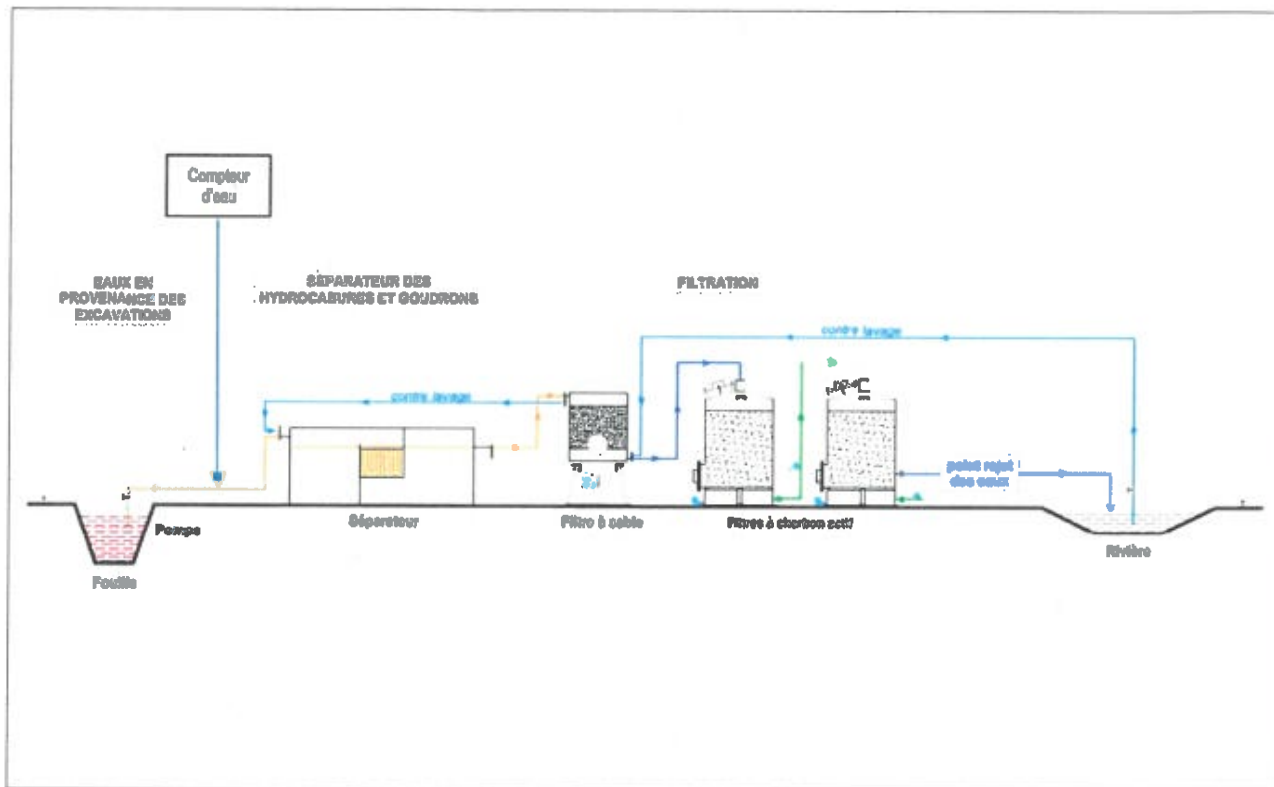 Compteur
d'eau
EAUX EN
PROVENANCE DES
EXCAVATIONS
SÉPARATEUR DES
HYDROCABURES ET GOUDRONS
FILTRATION
contre lavage
contre lavage
point rejet
des eaux
Pompe
Séparateur
Filtre à sable
Filtres à charbon actif
Rivière
Fouille